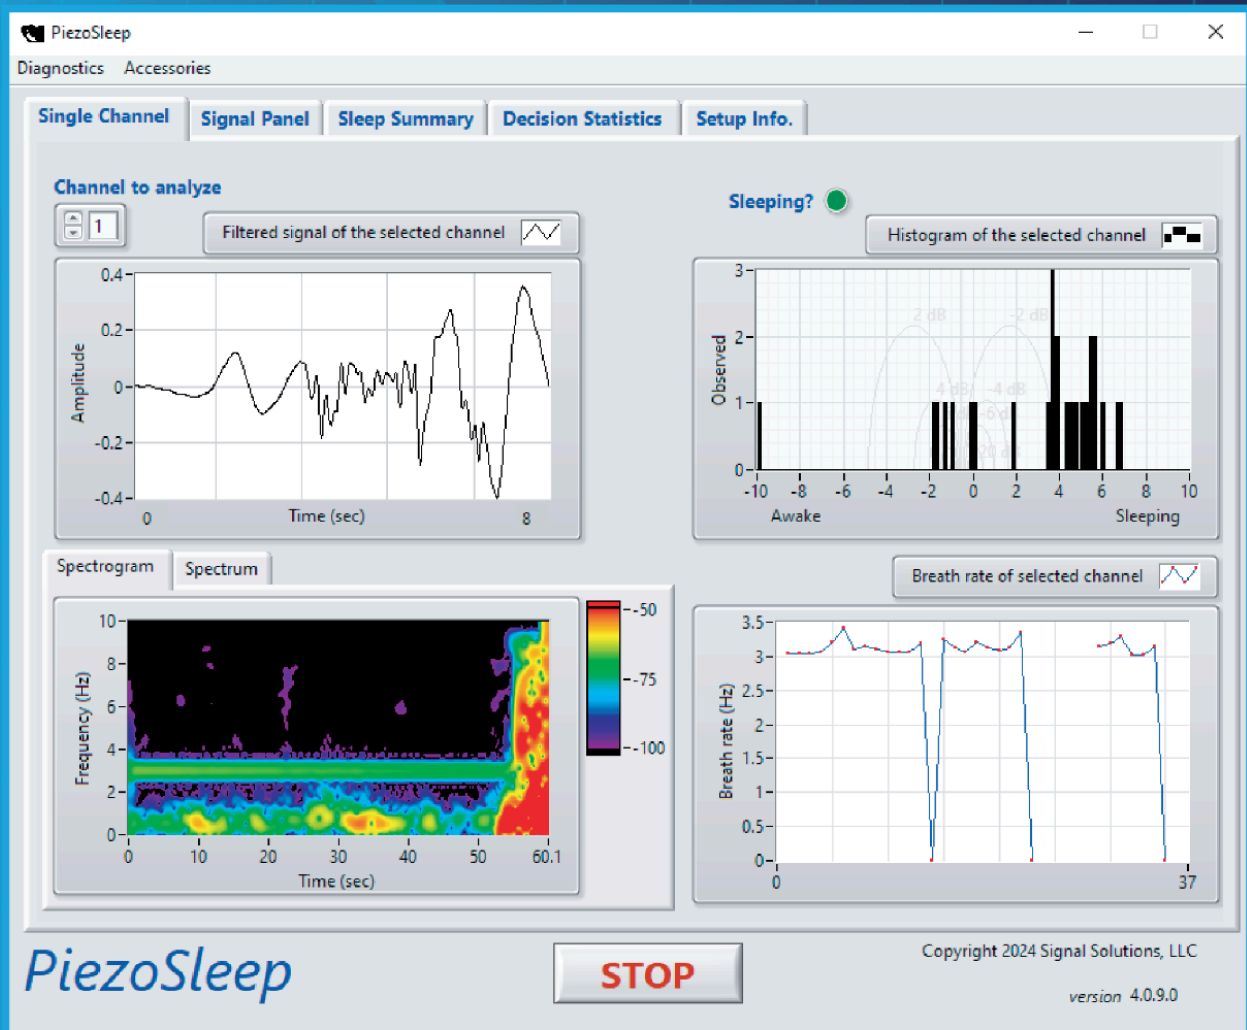 PiezoSleep
Diagnostics Accessories
Single Channel Signal Panel Sleep Summary Decision Statistics Setup Info.
Channel to analyze
1
Filtered signal of the selected channel
0.4
0.2
0
-0.2
-0.4
Amplitude
0 Time (sec) 8
Sleeping?
Histogram of the selected channel
3
2
1
0
Observed
2 dB -2 dB
4 dB -4 dB
-10 -8 -6 -4 -2 0 2 4 6 8 10
Awake Sleeping
Spectrogram Spectrum
10
8
6
4
2
0
Frequency (Hz)
0 10 20 30 40 50 60.1
Time (sec)
-50
-75
-100
Breath rate of selected channel
3.5
3
2.5
2
1.5
1
0.5
0
Breath rate (Hz)
0 37
PiezoSleep
STOP
Copyright 2024 Signal Solutions, LLC
version 4.0.9.0